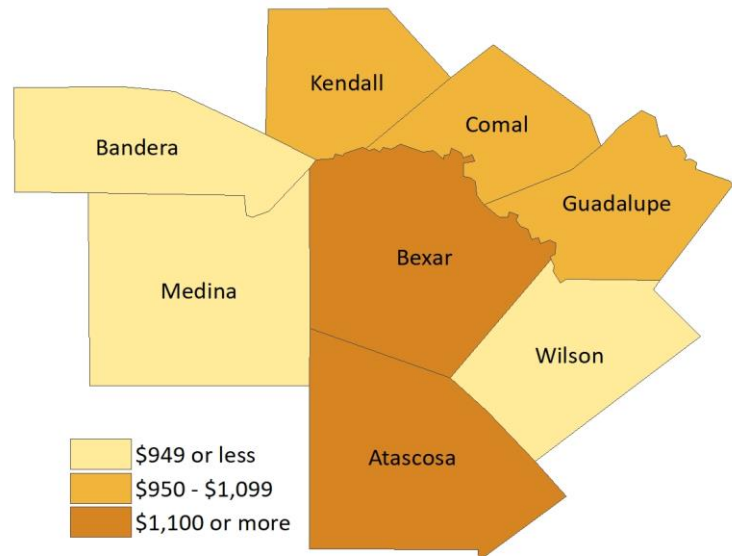 Kendall
Comal
Bandera
Guadalupe
Bexar
Medina
Wilson
Atascosa
$949 or less
$950 - $1,099
$1,100 or more